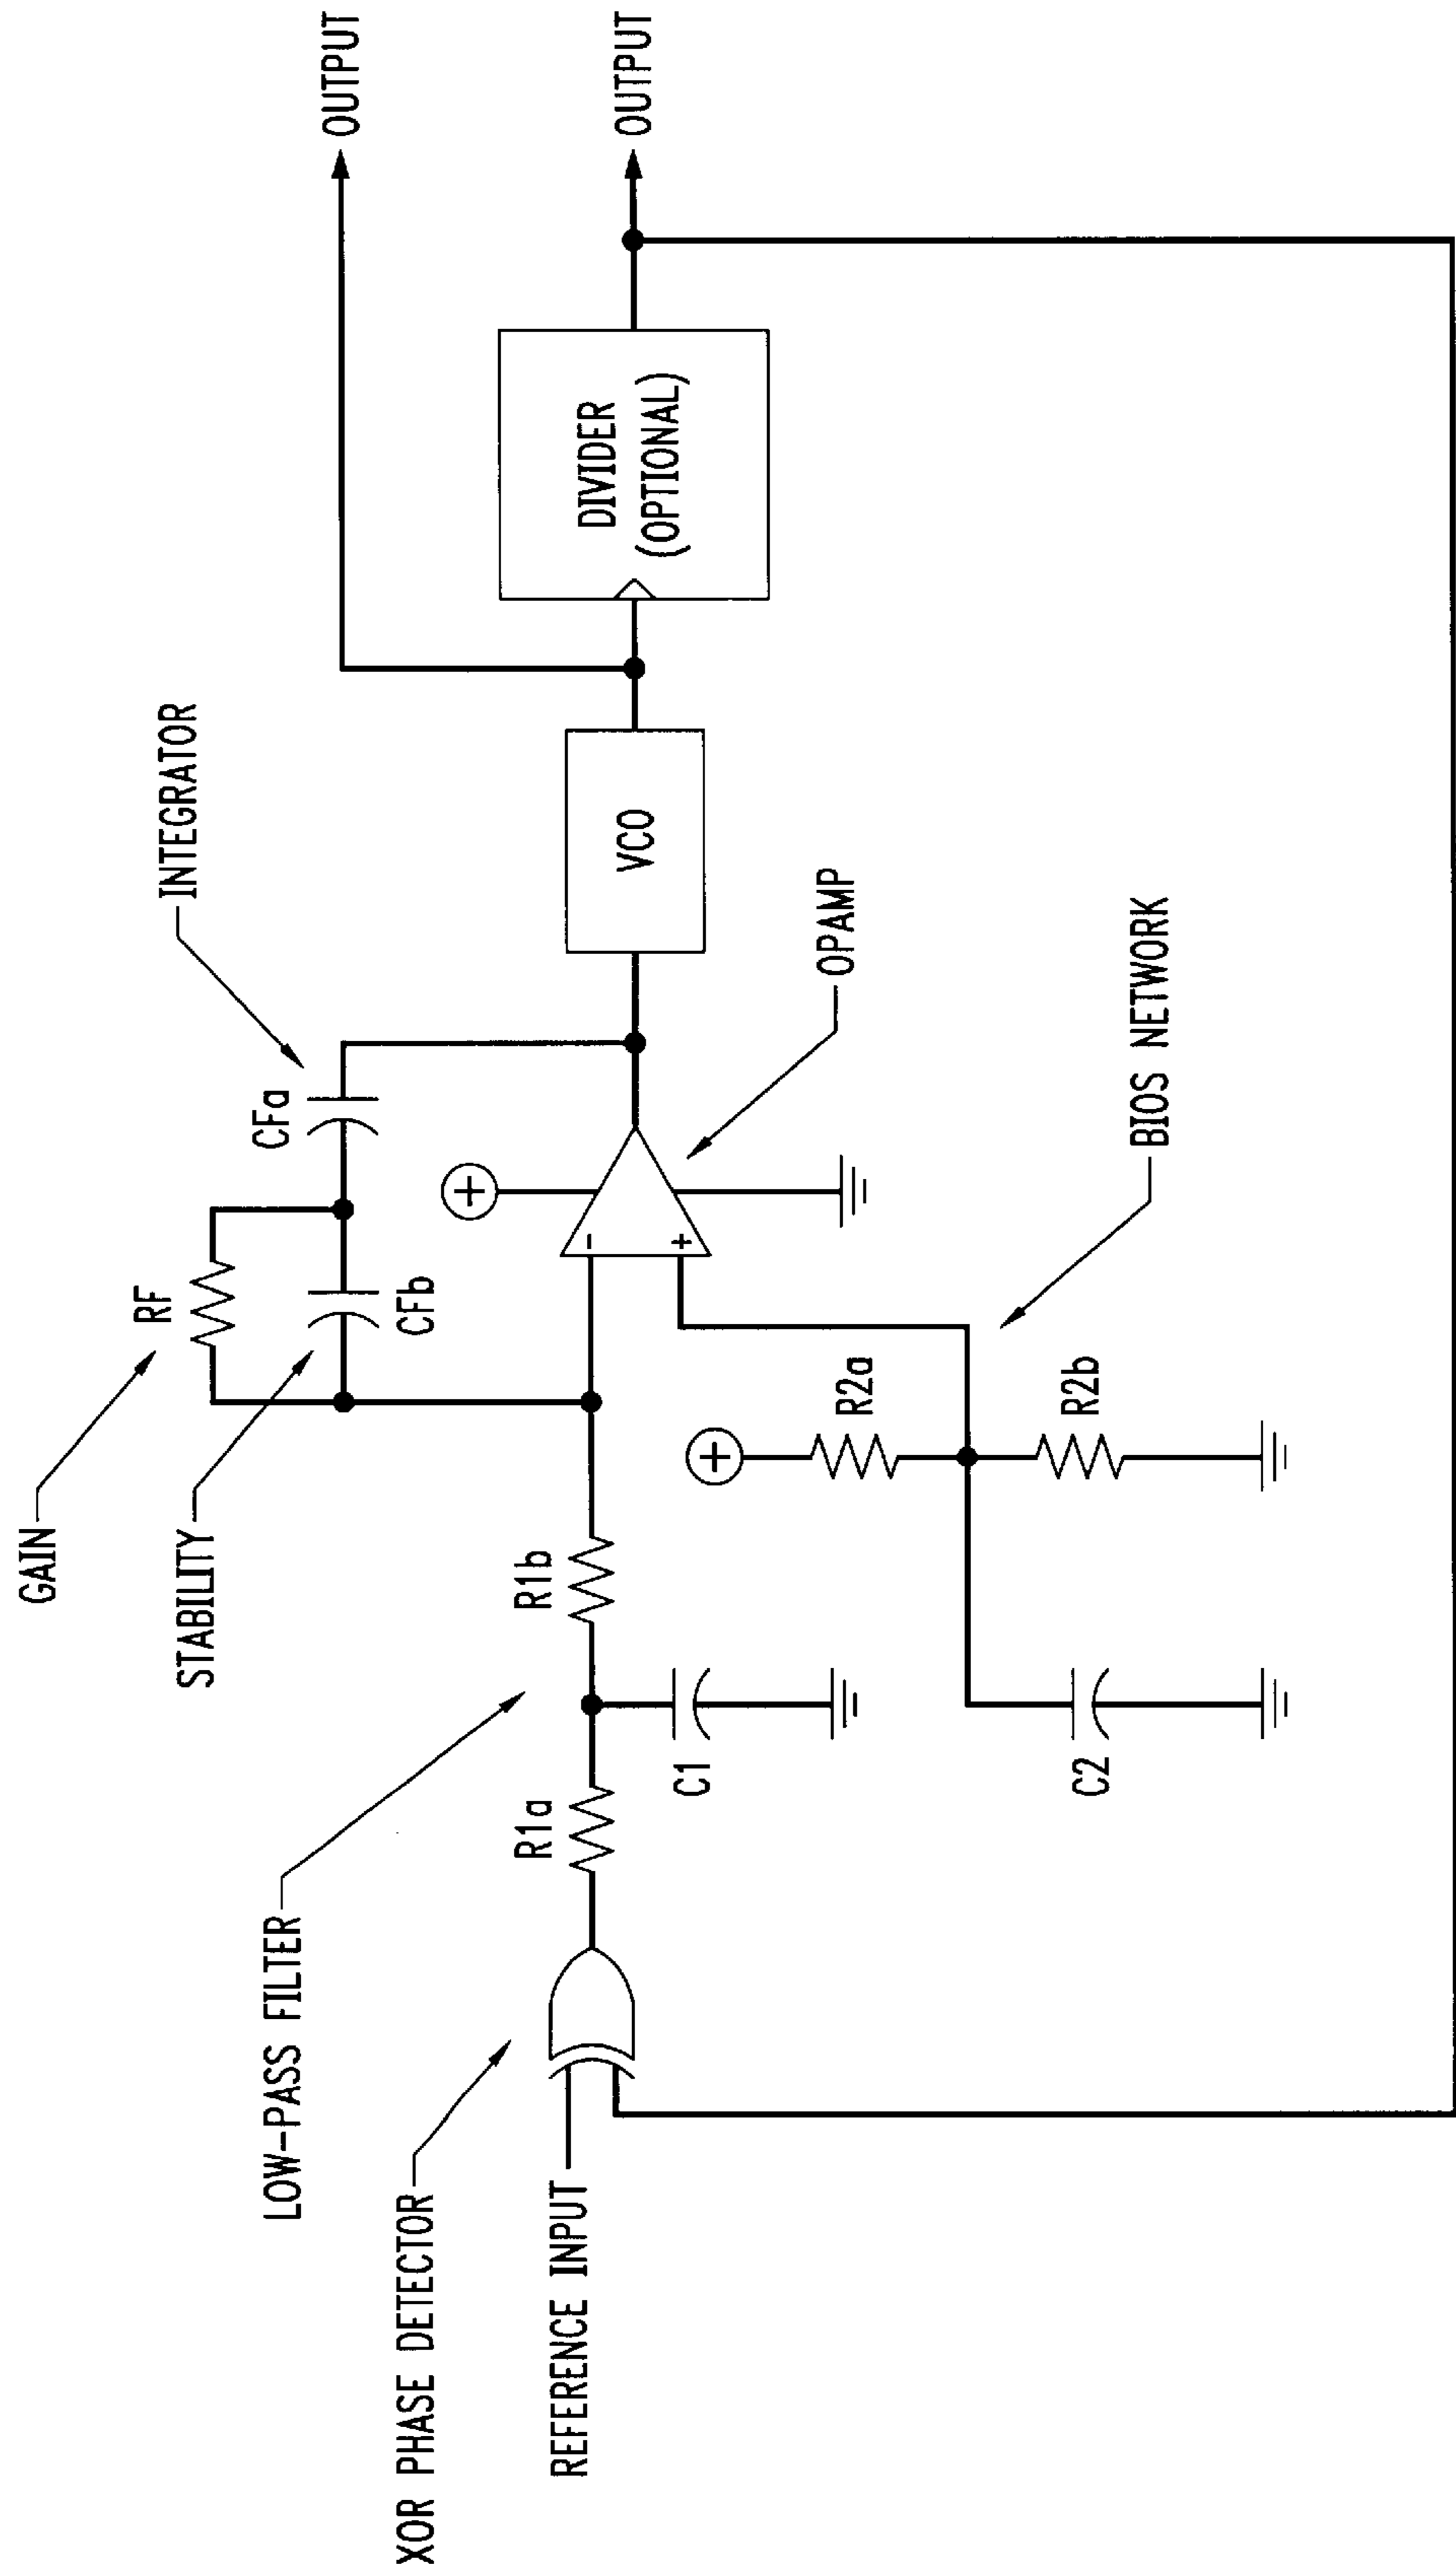 GAIN
RF
STABILITY
CFb
CFa
INTEGRATOR
OUTPUT
LOW-PASS FILTER
XOR PHASE DETECTOR
REFERENCE INPUT
R1a
R1b
C1
-
+
+
VCO
DIVIDER
(OPTIONAL)
OUTPUT
OPAMP
+
R2a
R2b
C2
BIOS NETWORK